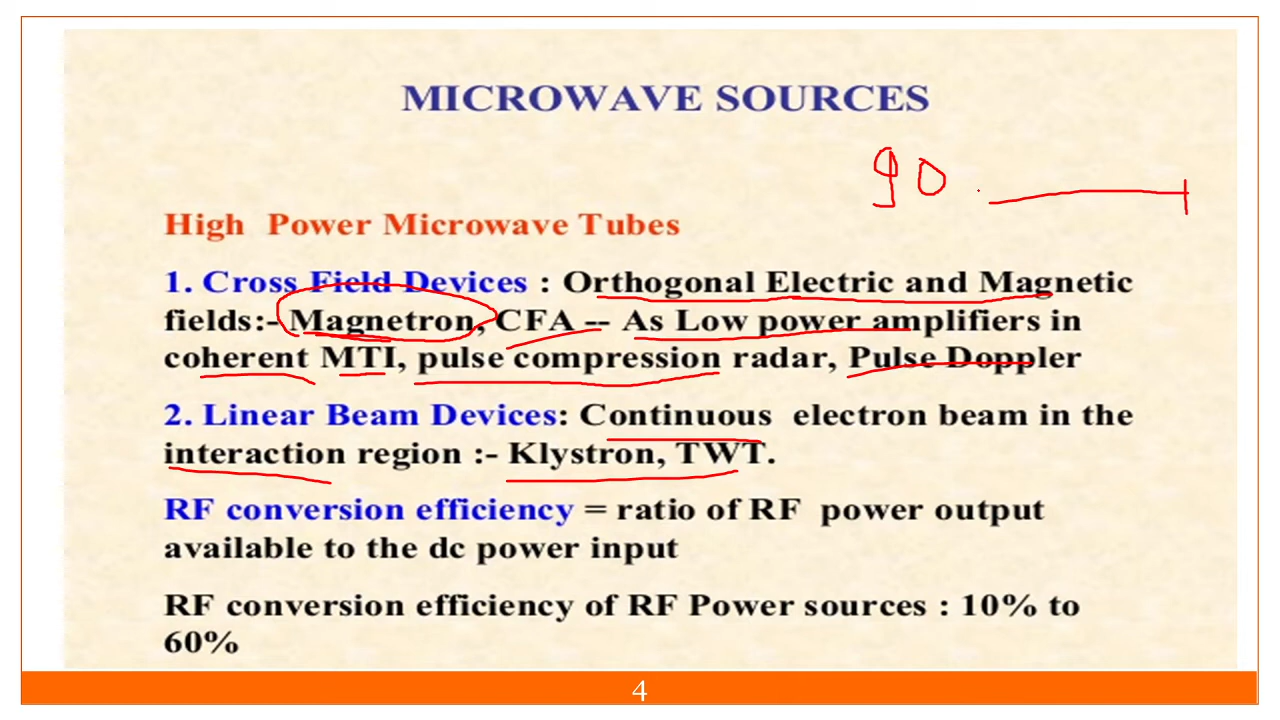 MICROWAVE SOURCES
90
High Power Microwave Tubes
1. Cross Field Devices : Orthogonal Electric and Magnetic
fields:- Magnetron, CFA -- As Low power amplifiers in
coherent MTI, pulse compression radar, Pulse Doppler
2. Linear Beam Devices: Continuous electron beam in the
interaction region :- Klystron, TWT.
RF conversion efficiency = ratio of RF power output
available to the dc power input
RF conversion efficiency of RF Power sources : 10% to
60%
4